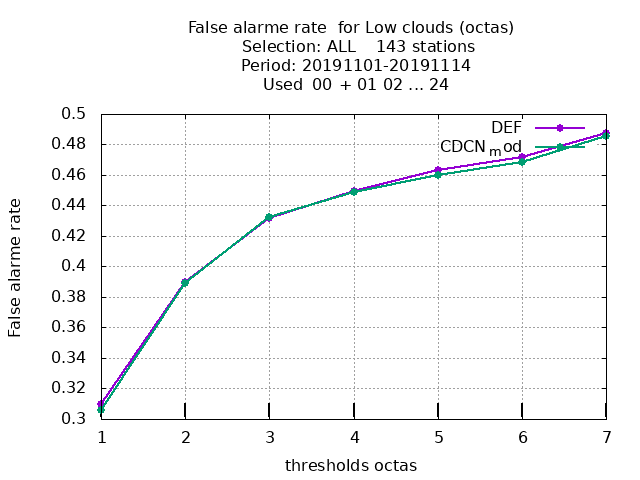 False alarme rate  for Low clouds (octas)
Selection: ALL    143 stations
Period: 20191101-20191114
Used  00 + 01 02 ... 24
DEF
CDCN mod
0.5
0.48
0.46
0.44
0.42
0.4
0.38
0.36
0.34
0.32
0.3
False alarme rate
1 2 3 4 5 6 7
thresholds octas